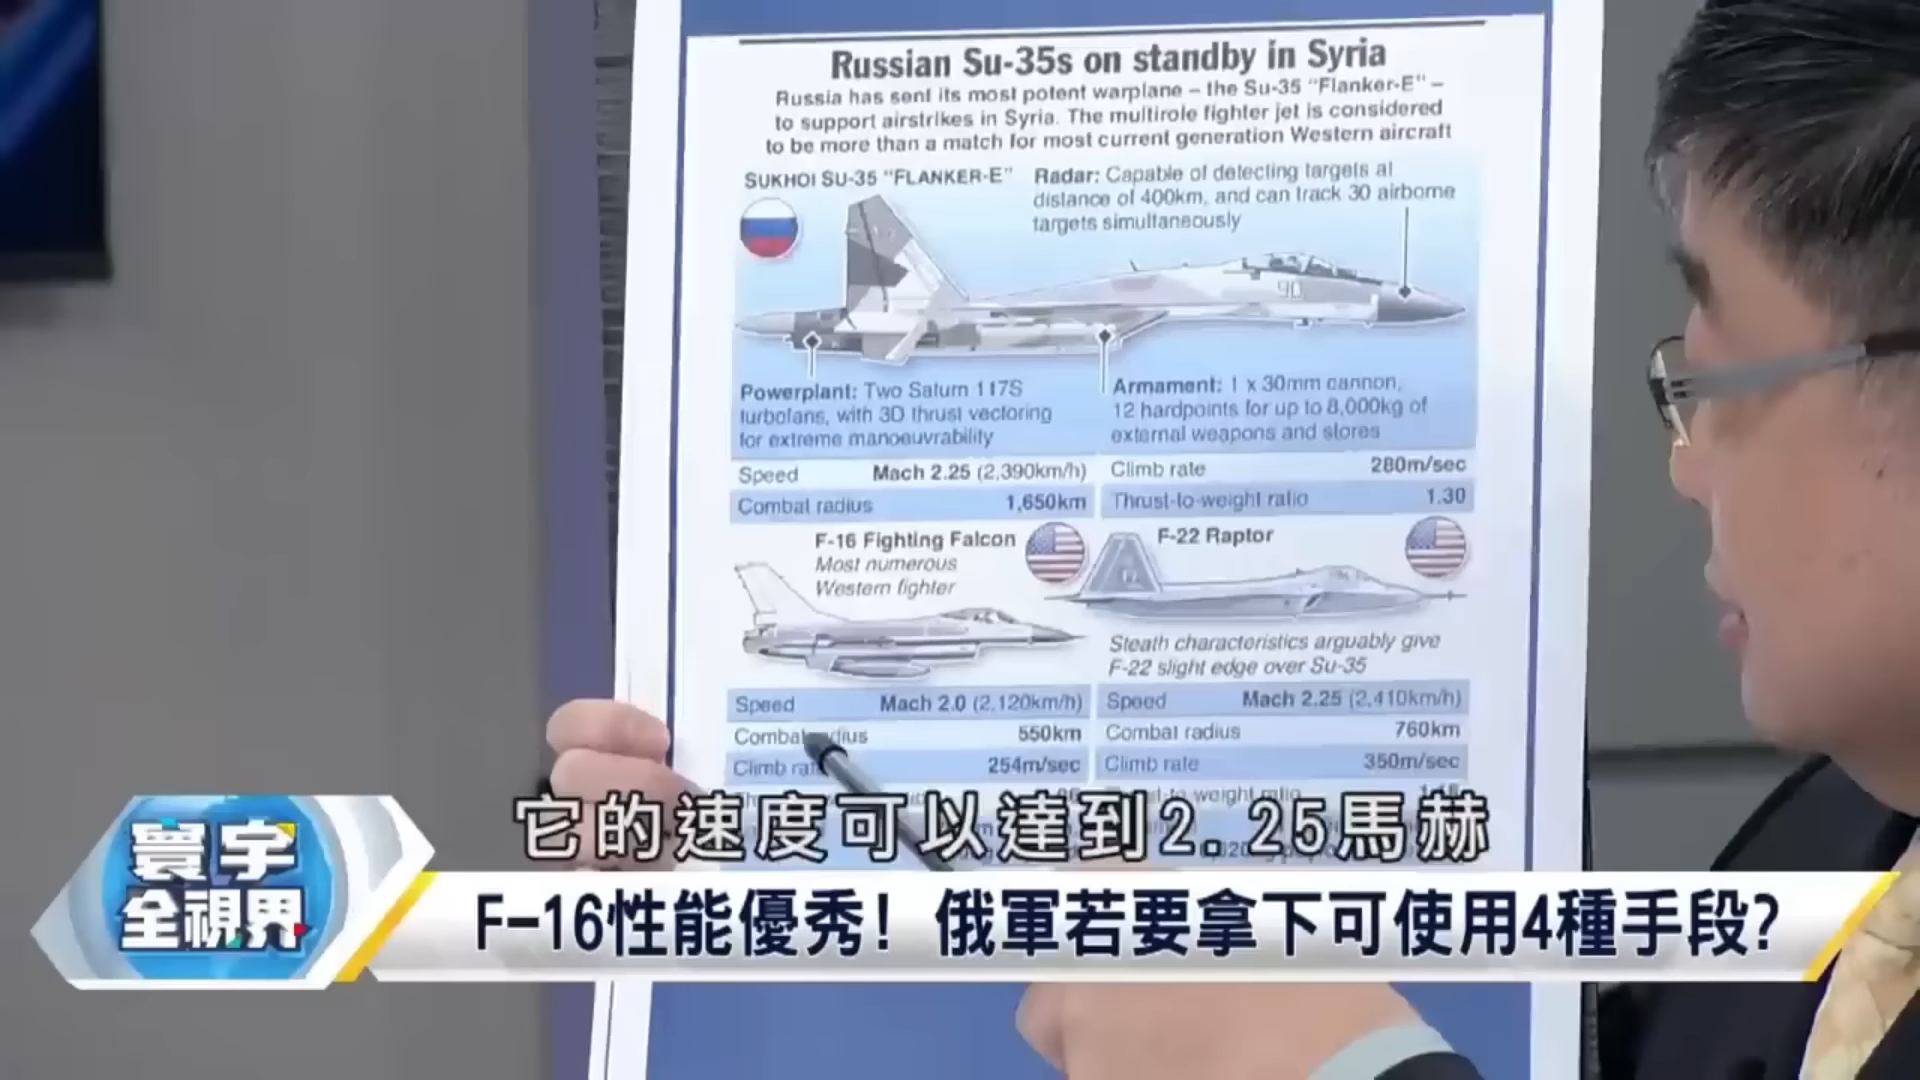 Russian Su-35s on standby in Syria
Russia has sent its most potent warplane – the Su-35 “Flanker-E” –
to support airstrikes in Syria. The multirole fighter jet is considered
to be more than a match for most current generation Western aircraft
SUKHOI SU-35 “FLANKER-E”
Radar: Capable of detecting targets at
distance of 400km, and can track 30 airborne
targets simultaneously
90
Powerplant: Two Saturn 117S
turbofans, with 3D thrust vectoring
for extreme manoeuvrability
Armament: 1 x 30mm cannon,
12 hardpoints for up to 8,000kg of
external weapons and stores
Speed Mach 2.25 (2,390km/h)
Climb rate 280m/sec
Combat radius 1,650km
Thrust-to-weight ratio 1.30
F-16 Fighting Falcon
Most numerous
Western fighter
F-22 Raptor
Steath characteristics arguably give
F-22 slight edge over Su-35
Speed Mach 2.0 (2,120km/h)
Combat radius 550km
Climb rate 254m/sec
Speed Mach 2.25 (2,410km/h)
Combat radius 760km
Climb rate 350m/sec
weight ratio
它的速度可以達到2.25馬赫
寰宇
全視界
F-16性能優秀! 俄軍若要拿下可使用4種手段?